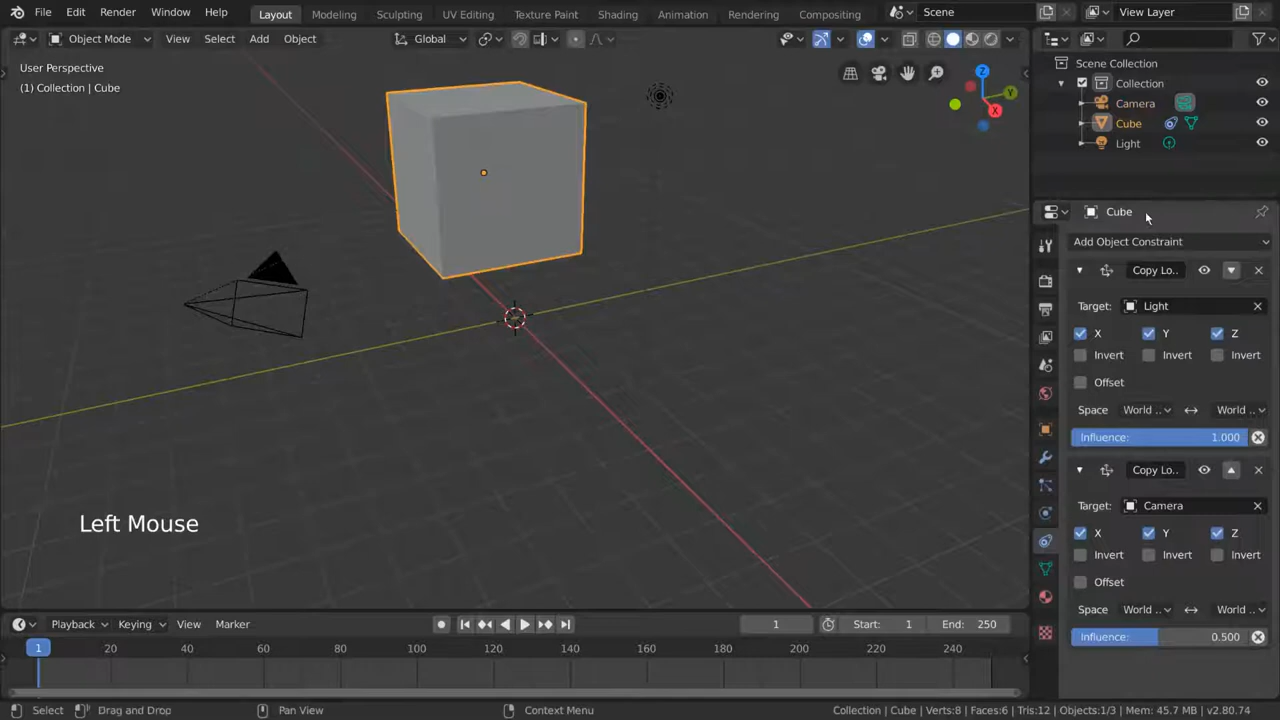 File Edit Render Window Help Layout Modeling Sculpting UV Editing Texture Paint Shading Animation Rendering Compositing Scene View Layer
Object Mode View Select Add Object Global
User Perspective
(1) Collection | Cube
Z
Y
X
Left Mouse
Scene Collection
Collection
Camera
Cube
Light
Cube
Add Object Constraint
Copy Lo..
Target: Light
X Y Z
Invert Invert Invert
Offset
Space World .. World ..
Influence: 1.000
Copy Lo..
Target: Camera
X Y Z
Invert Invert Invert
Offset
Space World .. World ..
Influence: 0.500
Playback Keying View Marker 1 Start: 1 End: 250
1 20 40 60 80 100 120 140 160 180 200 220 240
Select Drag and Drop Pan View Context Menu Collection | Cube | Verts:8 | Faces:6 | Tris:12 | Objects:1/3 | Mem: 45.7 MB | v2.80.74